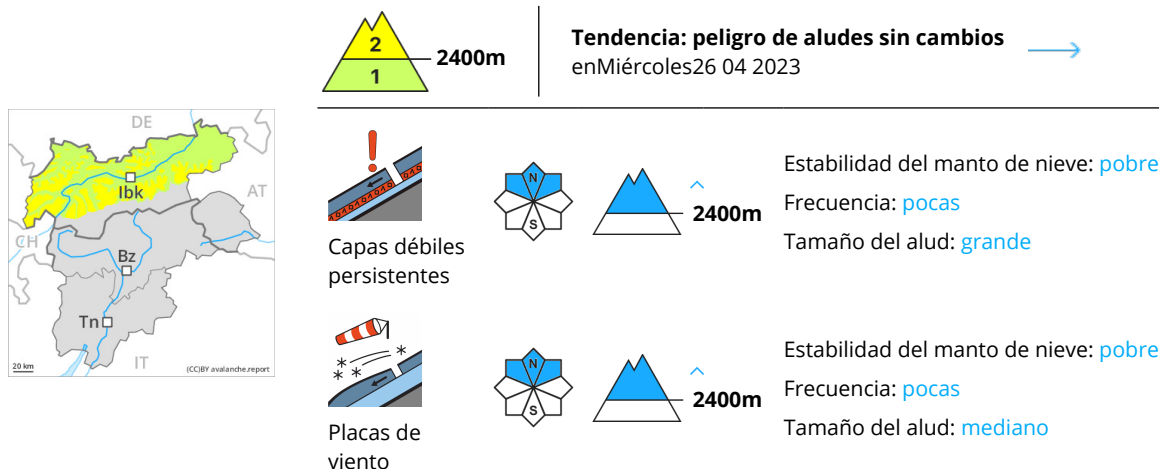 2
1
2400m
Tendencia: peligro de aludes sin cambios
enMiércoles26 04 2023
DE
Ibk
AT
CH
Bz
Tn
IT
20 km
(CC)BY avalanche.report
Capas débiles
persistentes
N
S
2400m
Estabilidad del manto de nieve: pobre
Frecuencia: pocas
Tamaño del alud: grande
Placas de
viento
N
S
2400m
Estabilidad del manto de nieve: pobre
Frecuencia: pocas
Tamaño del alud: mediano